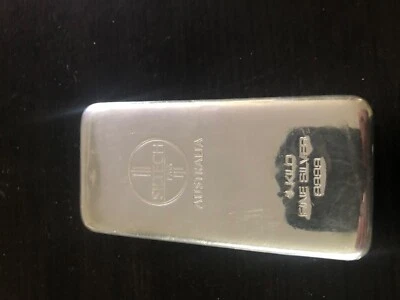 AUSTRALIA
1 KILO
FINE SILVER
9999